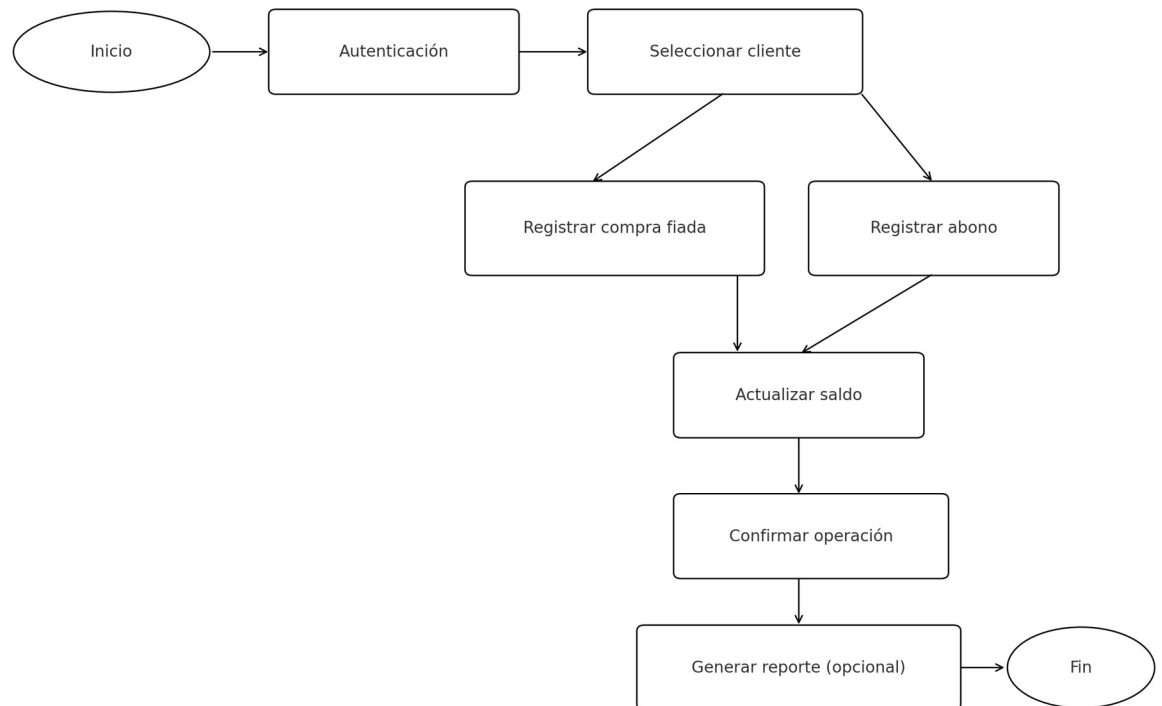 Inicio
Autenticación
Seleccionar cliente
Registrar compra fiada
Registrar abono
Actualizar saldo
Confirmar operación
Generar reporte (opcional)
Fin